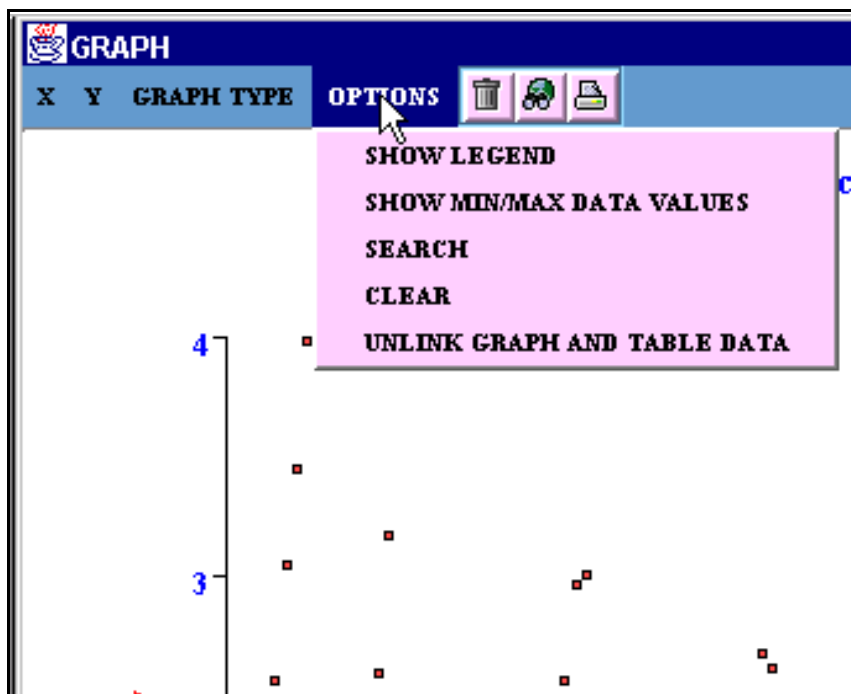 GRAPH
X Y GRAPH TYPE OPTIONS
SHOW LEGEND
SHOW MIN/MAX DATA VALUES
SEARCH
CLEAR
UNLINK GRAPH AND TABLE DATA
4
3